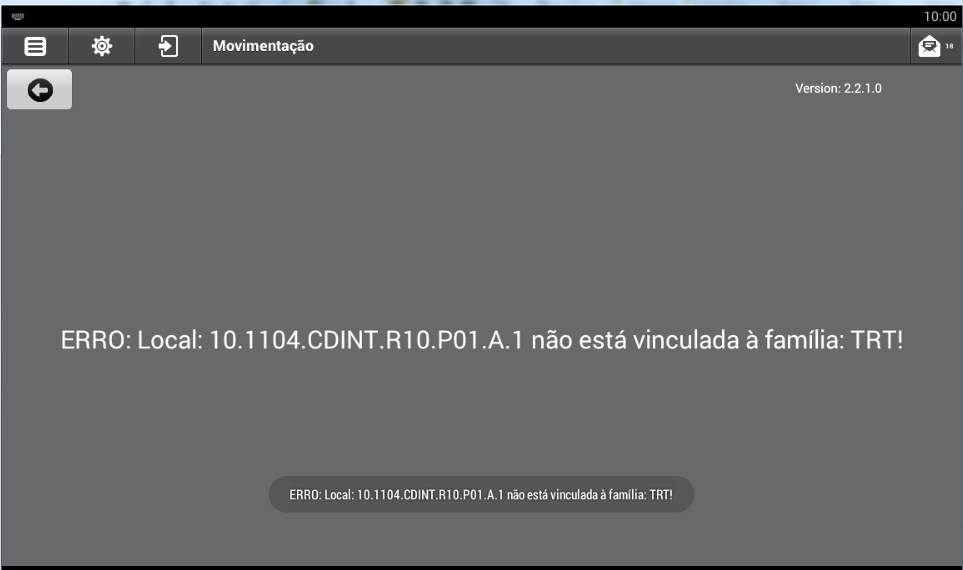 10:00
Movimentação
18
Version: 2.2.1.0
ERRO: Local: 10.1104.CDINT.R10.P01.A.1 não está vinculada à família: TRT!
ERRO: Local: 10.1104.CDINT.R10.P01.A.1 não está vinculada à família: TRT!